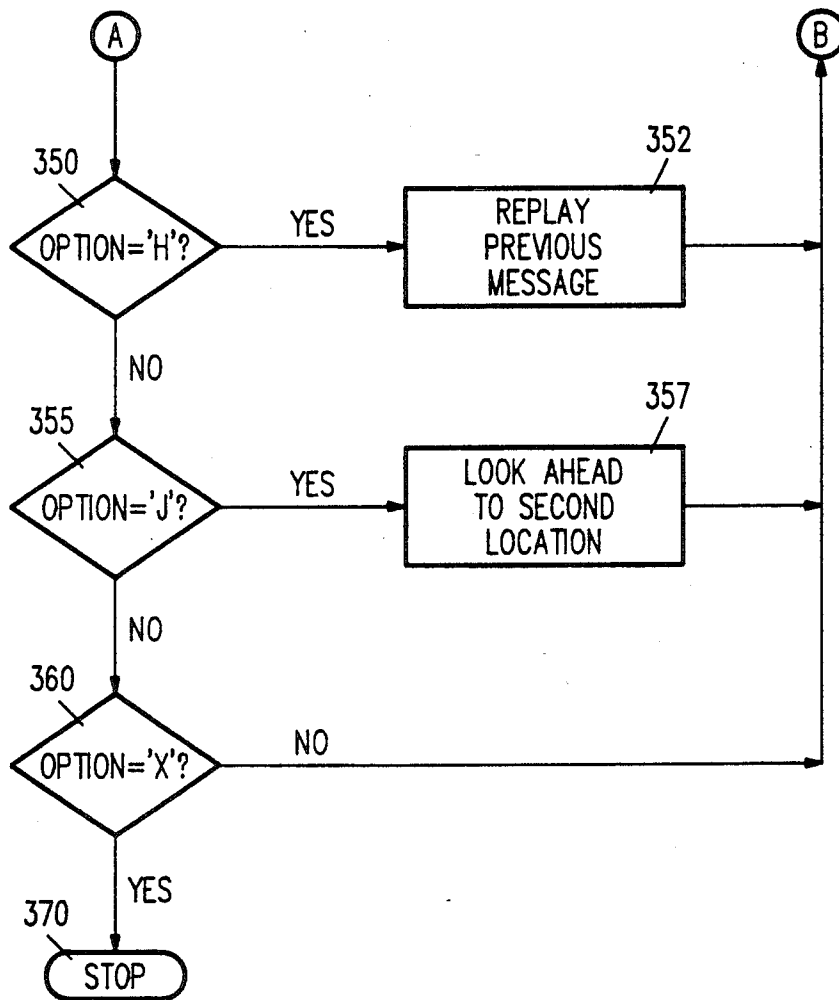 A
B
350
OPTION='H'?
YES
352
REPLAY
PREVIOUS
MESSAGE
NO
355
OPTION='J'?
YES
357
LOOK AHEAD
TO SECOND
LOCATION
NO
360
OPTION='X'?
NO
YES
370
STOP